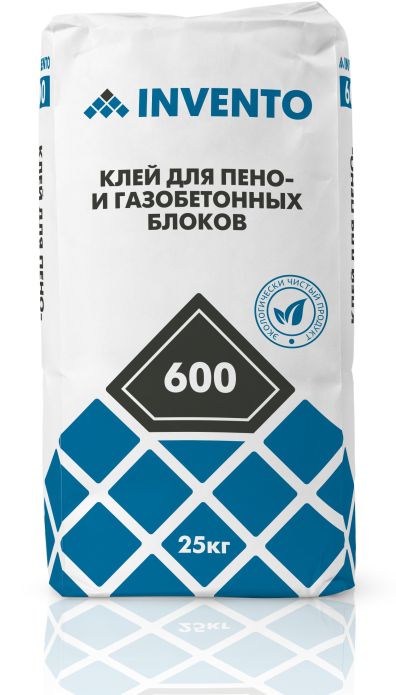 INVENTO
КЛЕЙ ДЛЯ ПЕНО-
И ГАЗОБЕТОННЫХ
БЛОКОВ
ЭКОЛОГИЧЕСКИ ЧИСТЫЙ ПРОДУКТ
600
25кг